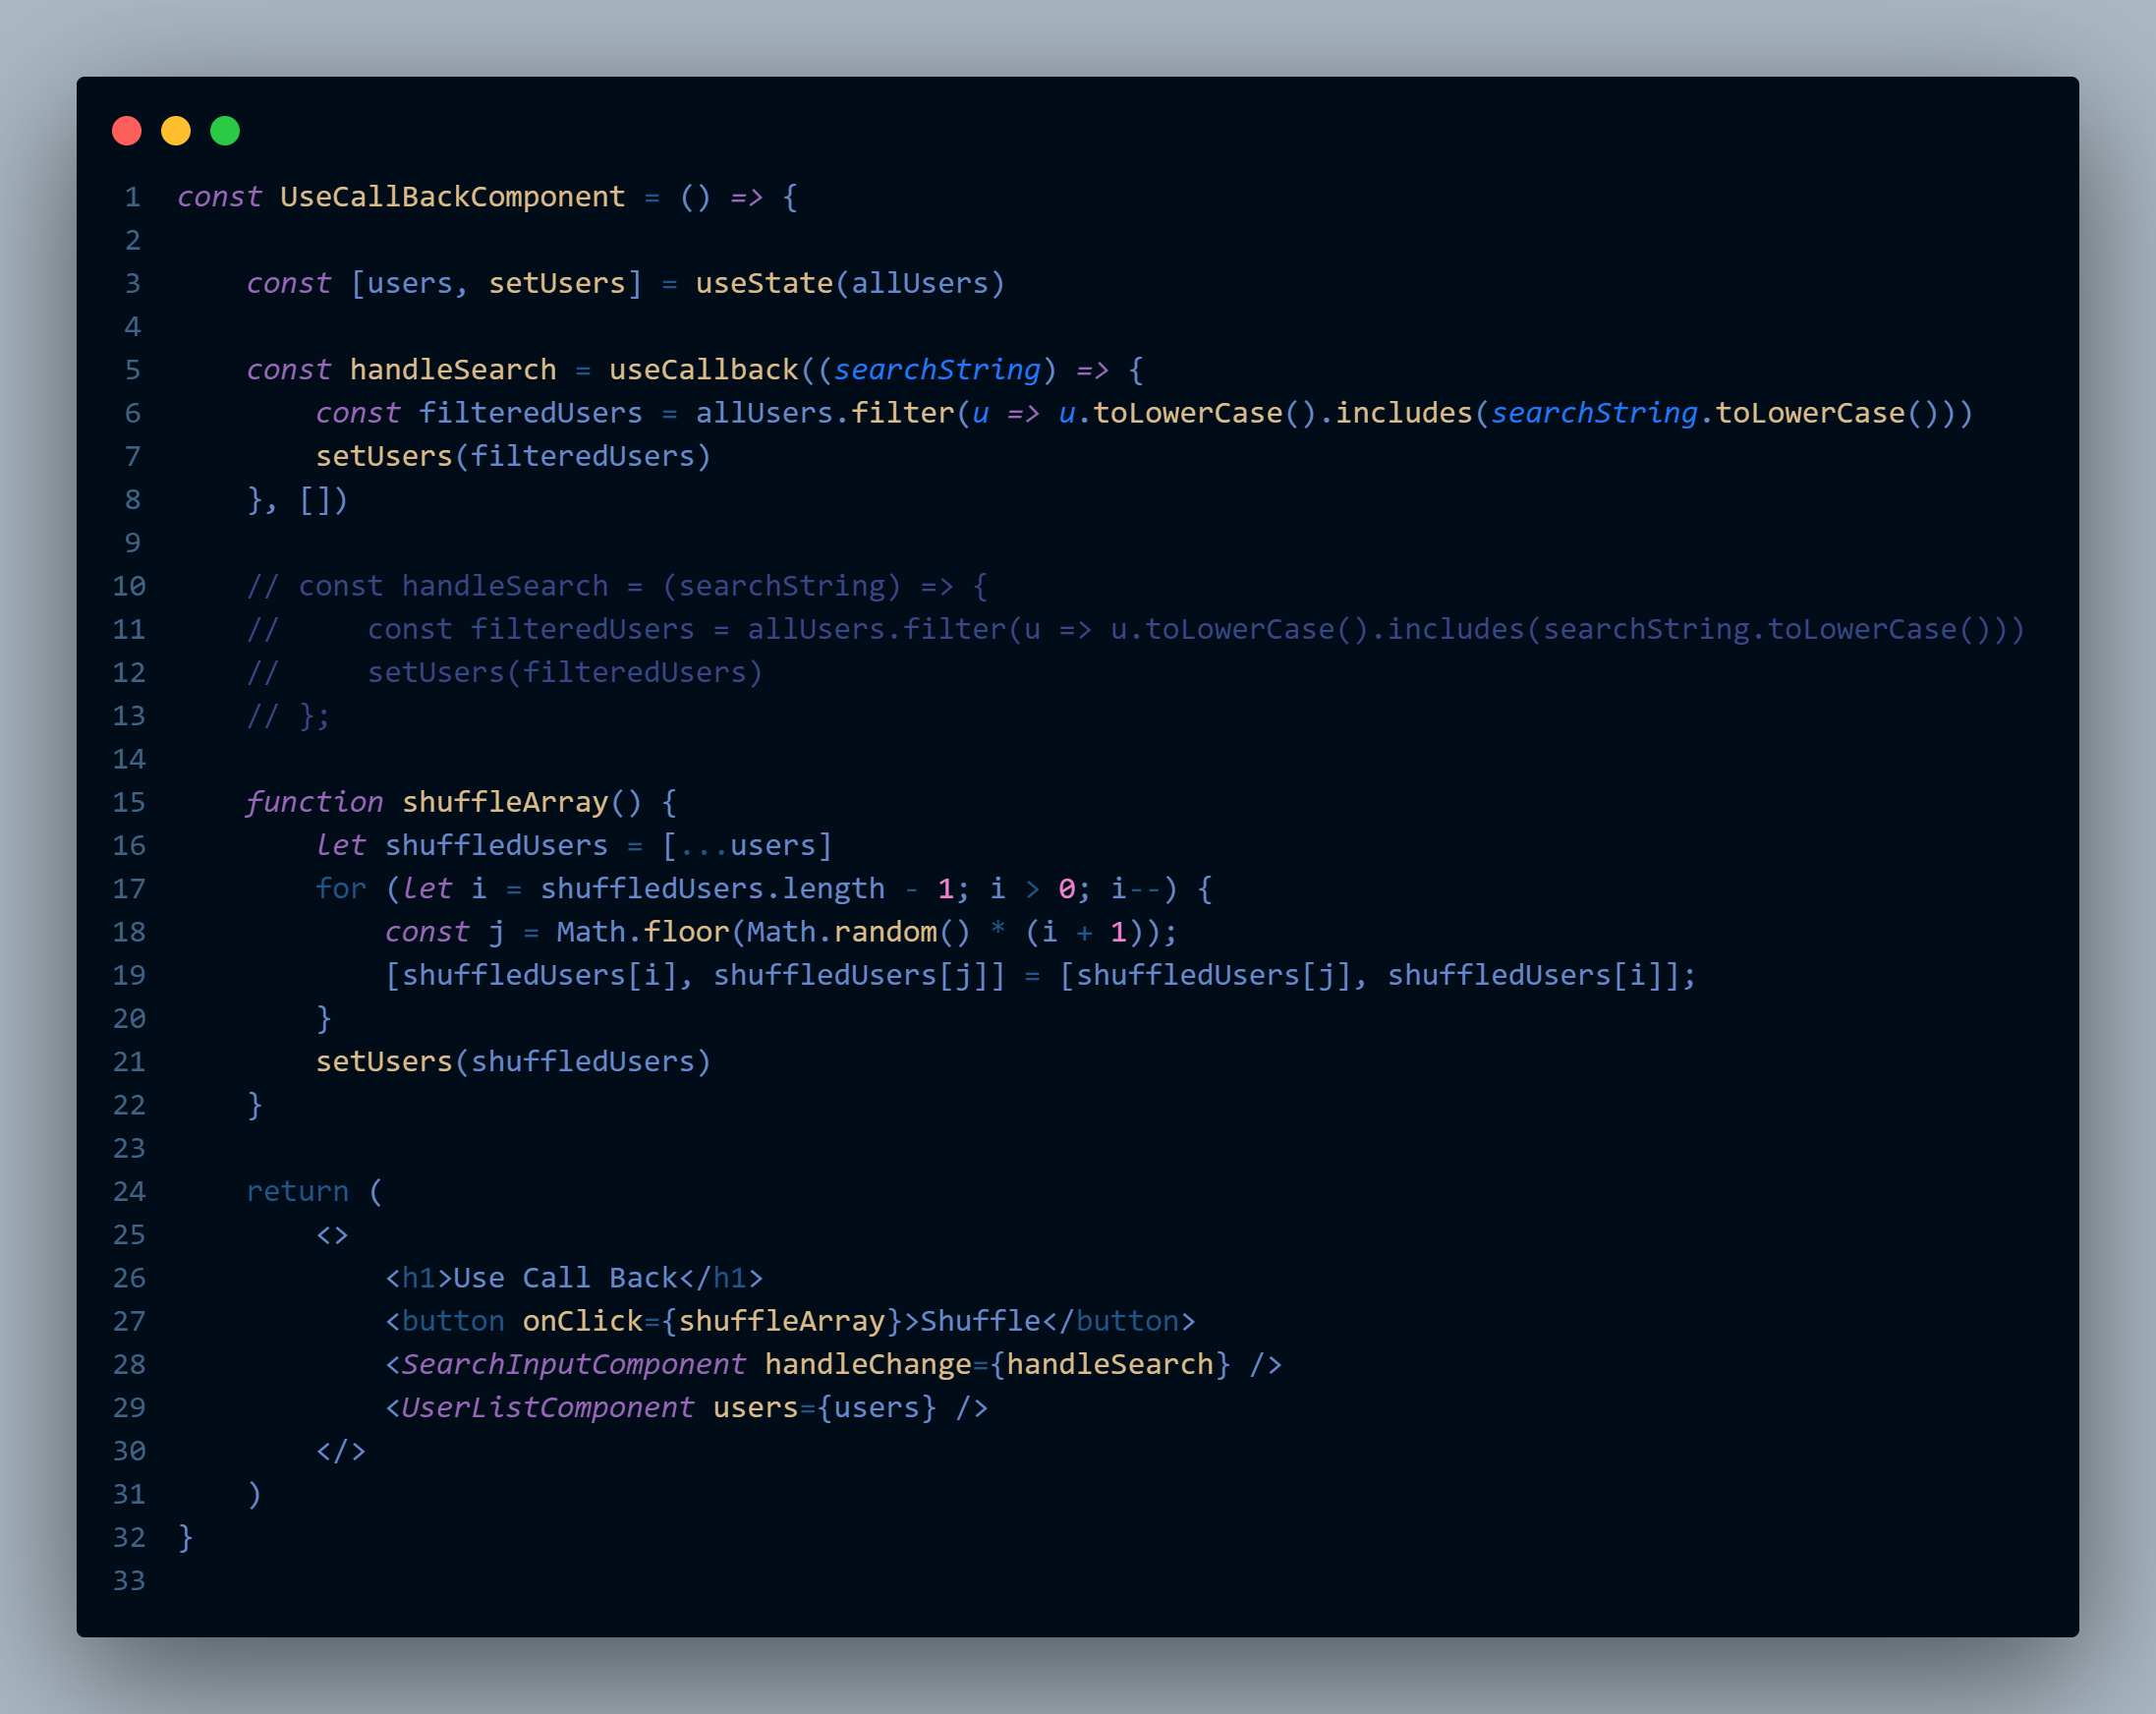 1 const UseCallBackComponent = () => {
2
3     const [users, setUsers] = useState(allUsers)
4
5     const handleSearch = useCallback((searchString) => {
6         const filteredUsers = allUsers.filter(u => u.toLowerCase().includes(searchString.toLowerCase()))
7         setUsers(filteredUsers)
8     }, [])
9
10     // const handleSearch = (searchString) => {
11     //     const filteredUsers = allUsers.filter(u => u.toLowerCase().includes(searchString.toLowerCase()))
12     //     setUsers(filteredUsers)
13     // };
14
15     function shuffleArray() {
16         let shuffledUsers = [...users]
17         for (let i = shuffledUsers.length - 1; i > 0; i--) {
18             const j = Math.floor(Math.random() * (i + 1));
19             [shuffledUsers[i], shuffledUsers[j]] = [shuffledUsers[j], shuffledUsers[i]];
20         }
21         setUsers(shuffledUsers)
22     }
23
24     return (
25         <>
26             <h1>Use Call Back</h1>
27             <button onClick={shuffleArray}>Shuffle</button>
28             <SearchInputComponent handleChange={handleSearch} />
29             <UserListComponent users={users} />
30         </>
31     )
32 }
33